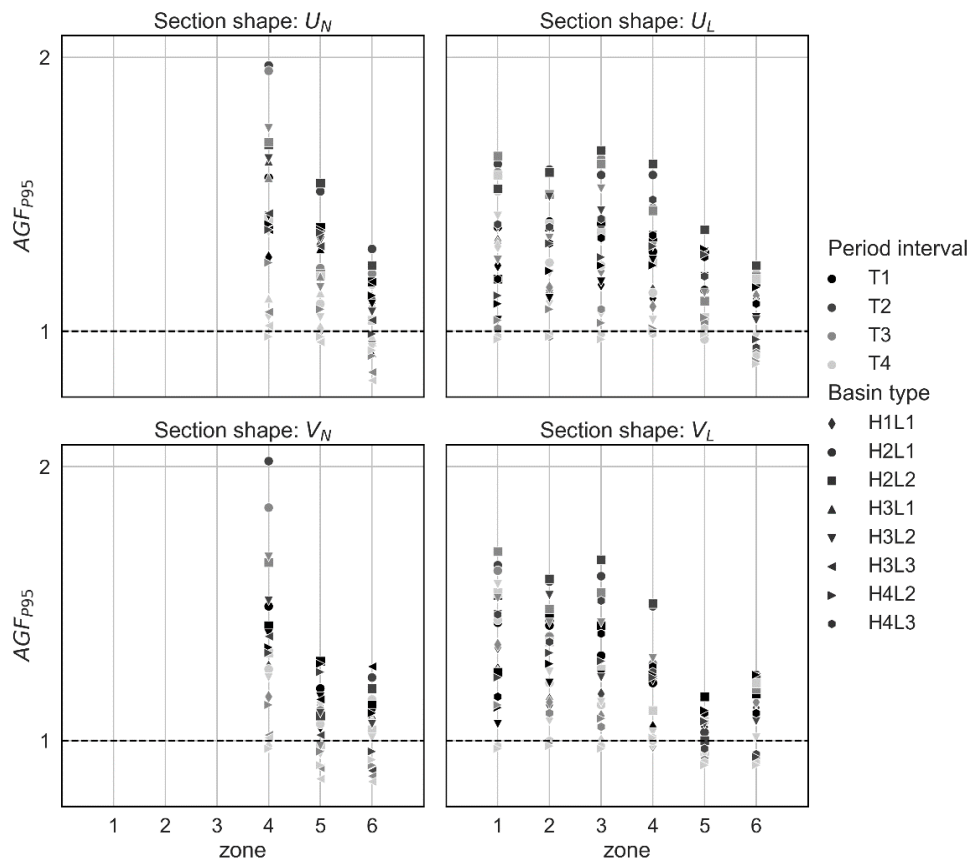 Section shape: U_N
Section shape: U_L
2
AGF_P95
1
Period interval
T1
T2
T3
T4
Basin type
H1L1
H2L1
H2L2
H3L1
H3L2
H3L3
H4L2
H4L3
Section shape: V_N
Section shape: V_L
2
AGF_P95
1
1 2 3 4 5 6
1 2 3 4 5 6
zone
zone